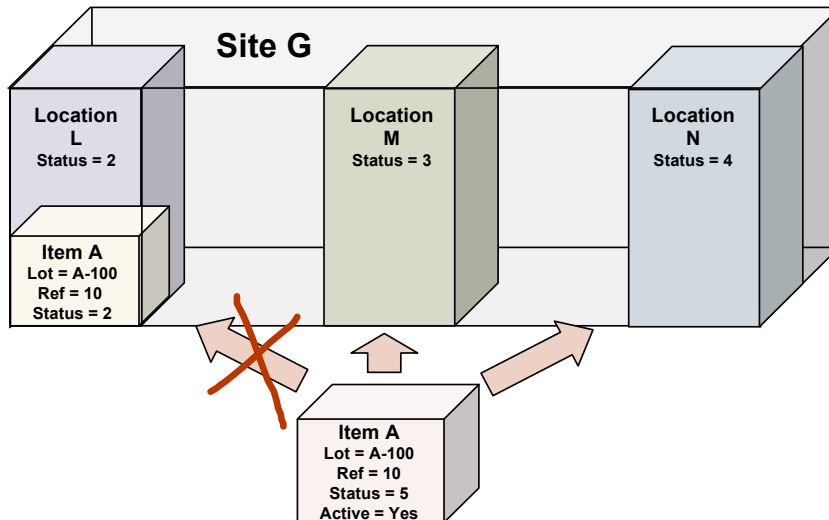 Site G
Location
L
Status = 2
Location
M
Status = 3
Location
N
Status = 4
Item A
Lot = A-100
Ref = 10
Status = 2
Item A
Lot = A-100
Ref = 10
Status = 5
Active = Yes